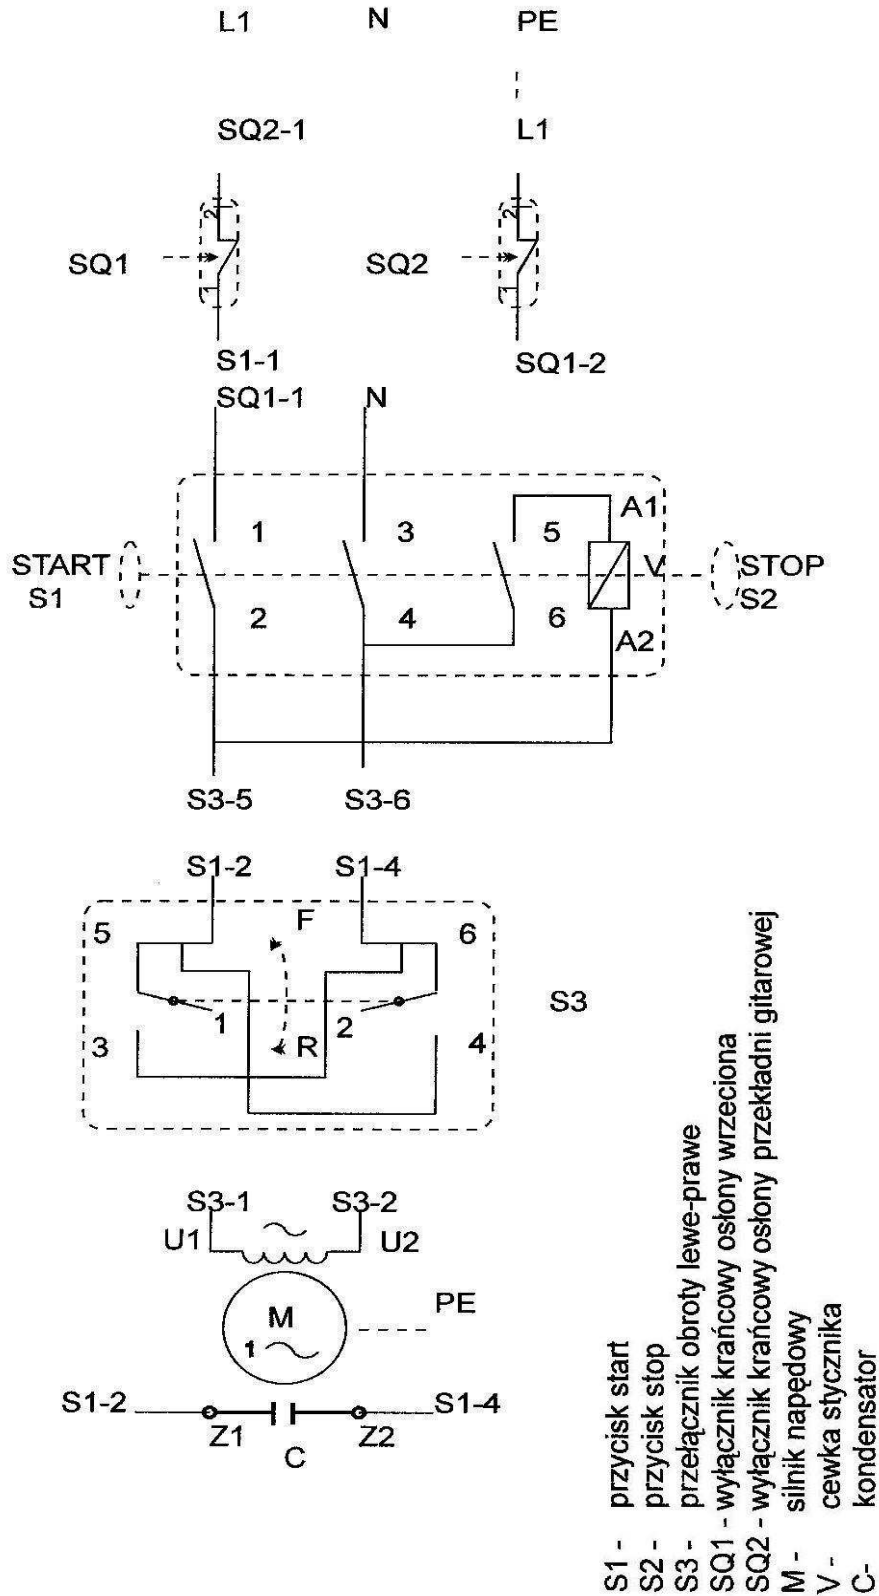 L1 N PE
SQ2-1 L1
2 2
SQ1 SQ2
1 1
S1-1 SQ1-2
SQ1-1 N
A1
1 3 5
START V STOP
S1 S2
2 4 6
A2
S3-5 S3-6
S1-2 S1-4
F
5 6
S3
1 2
3 R 4
S3-1 S3-2
U1 U2
M PE
1
S1-2 S1-4
Z1 Z2
C
S1 - przycisk start
S2 - przycisk stop
S3 - przełącznik obroty lewe-prawe
SQ1 - wyłącznik krańcowy osłony wrzeciona
SQ2 - wyłącznik krańcowy osłony przekładni gitarowej
M - silnik napędowy
V - cewka stycznika
C- kondensator